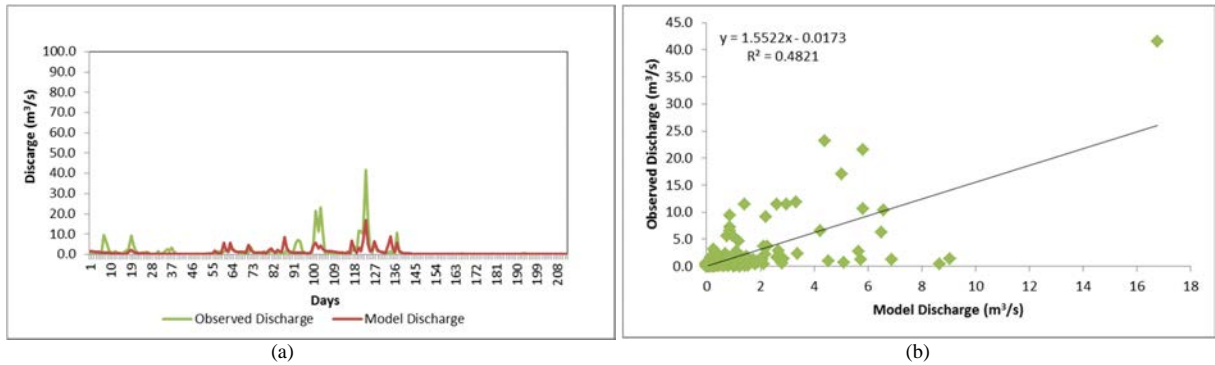 100.0
90.0
80.0
70.0
60.0
50.0
40.0
30.0
20.0
10.0
0.0
Discarge (m³/s)
1 10 19 28 37 46 55 64 73 82 91 100 109 118 127 136 145 154 163 172 181 190 199 208
Days
Observed Discharge Model Discharge
(a)
y = 1.5522x - 0.0173
R² = 0.4821
45.0
40.0
35.0
30.0
25.0
20.0
15.0
10.0
5.0
0.0
Observed Discharge (m³/s)
0 2 4 6 8 10 12 14 16 18
Model Discharge (m³/s)
(b)